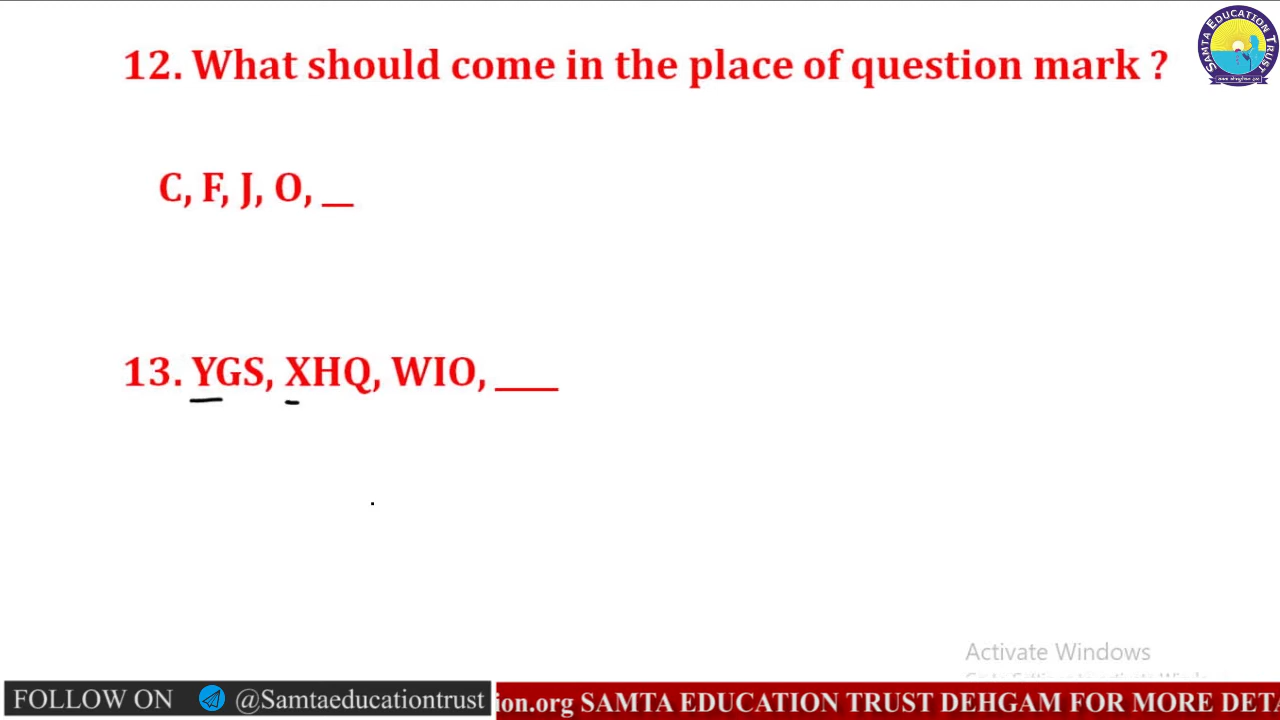 12. What should come in the place of question mark ?
SAMTA EDUCATION TRUST
C, F, J, O, __
13. YGS, XHQ, WIO, ____
Activate Windows
FOLLOW ON @Samtaeducationtrust
ion.org SAMTA EDUCATION TRUST DEHGAM FOR MORE DETA